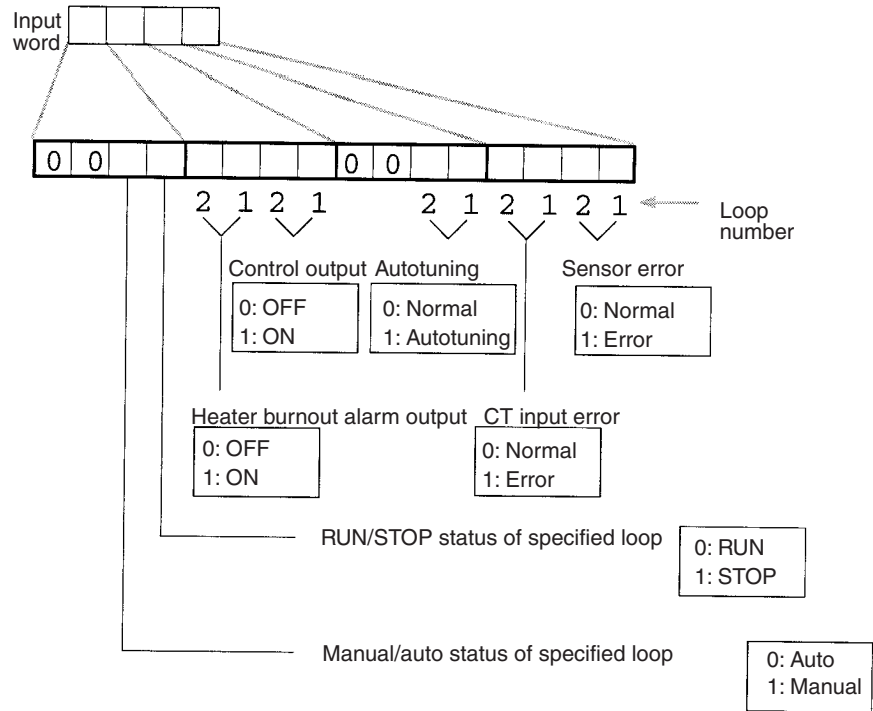 Input
word
0 0 0 0
2 1 2 1 2 1 2 1 2 1
Loop
number
Control output Autotuning Sensor error
0: OFF 0: Normal 0: Normal
1: ON 1: Autotuning 1: Error
Heater burnout alarm output CT input error
0: OFF 0: Normal
1: ON 1: Error
RUN/STOP status of specified loop
0: RUN
1: STOP
Manual/auto status of specified loop
0: Auto
1: Manual